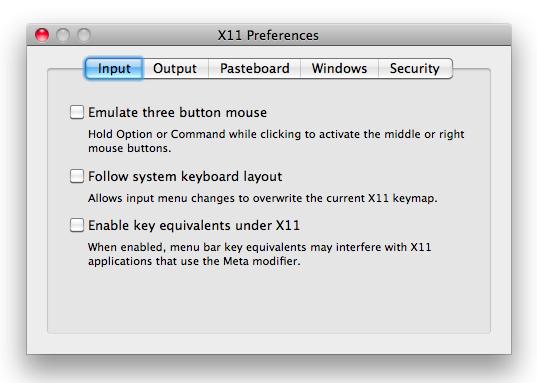 X11 Preferences
Input Output Pasteboard Windows Security
Emulate three button mouse
Hold Option or Command while clicking to activate the middle or right
mouse buttons.
Follow system keyboard layout
Allows input menu changes to overwrite the current X11 keymap.
Enable key equivalents under X11
When enabled, menu bar key equivalents may interfere with X11
applications that use the Meta modifier.